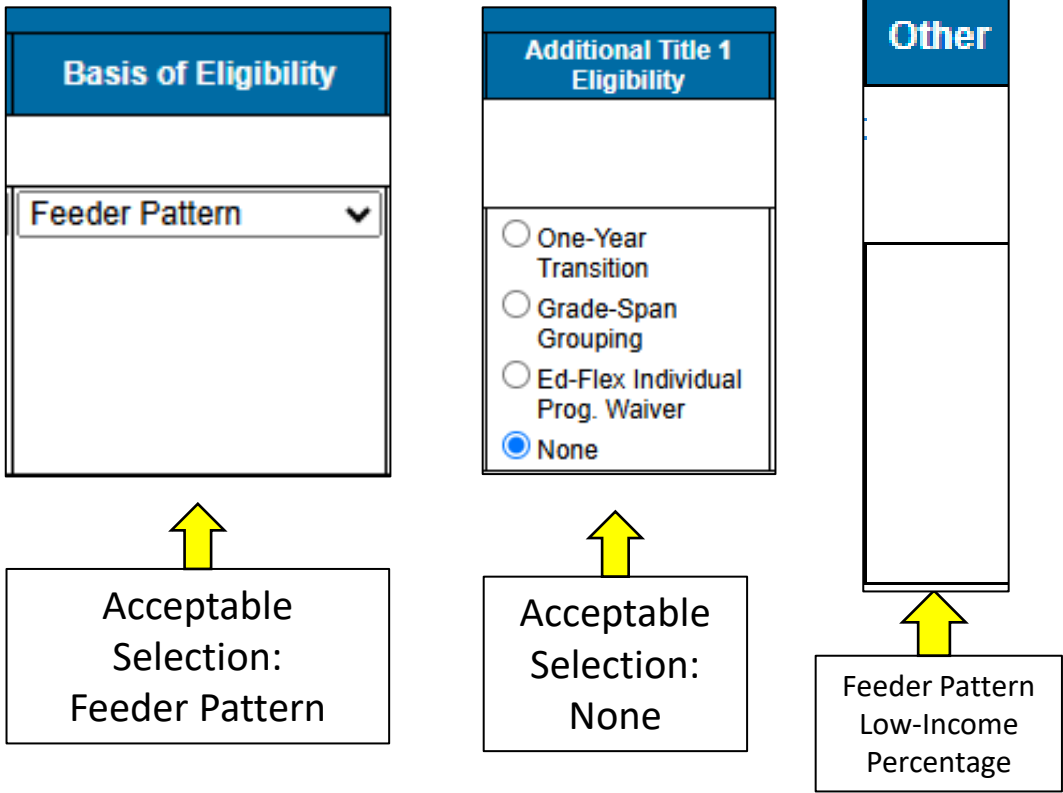 Basis of Eligibility
Feeder Pattern
Acceptable
Selection:
Feeder Pattern
Additional Title 1
Eligibility
One-Year
Transition
Grade-Span
Grouping
Ed-Flex Individual
Prog. Waiver
None
Acceptable
Selection:
None
Other
Feeder Pattern
Low-Income
Percentage